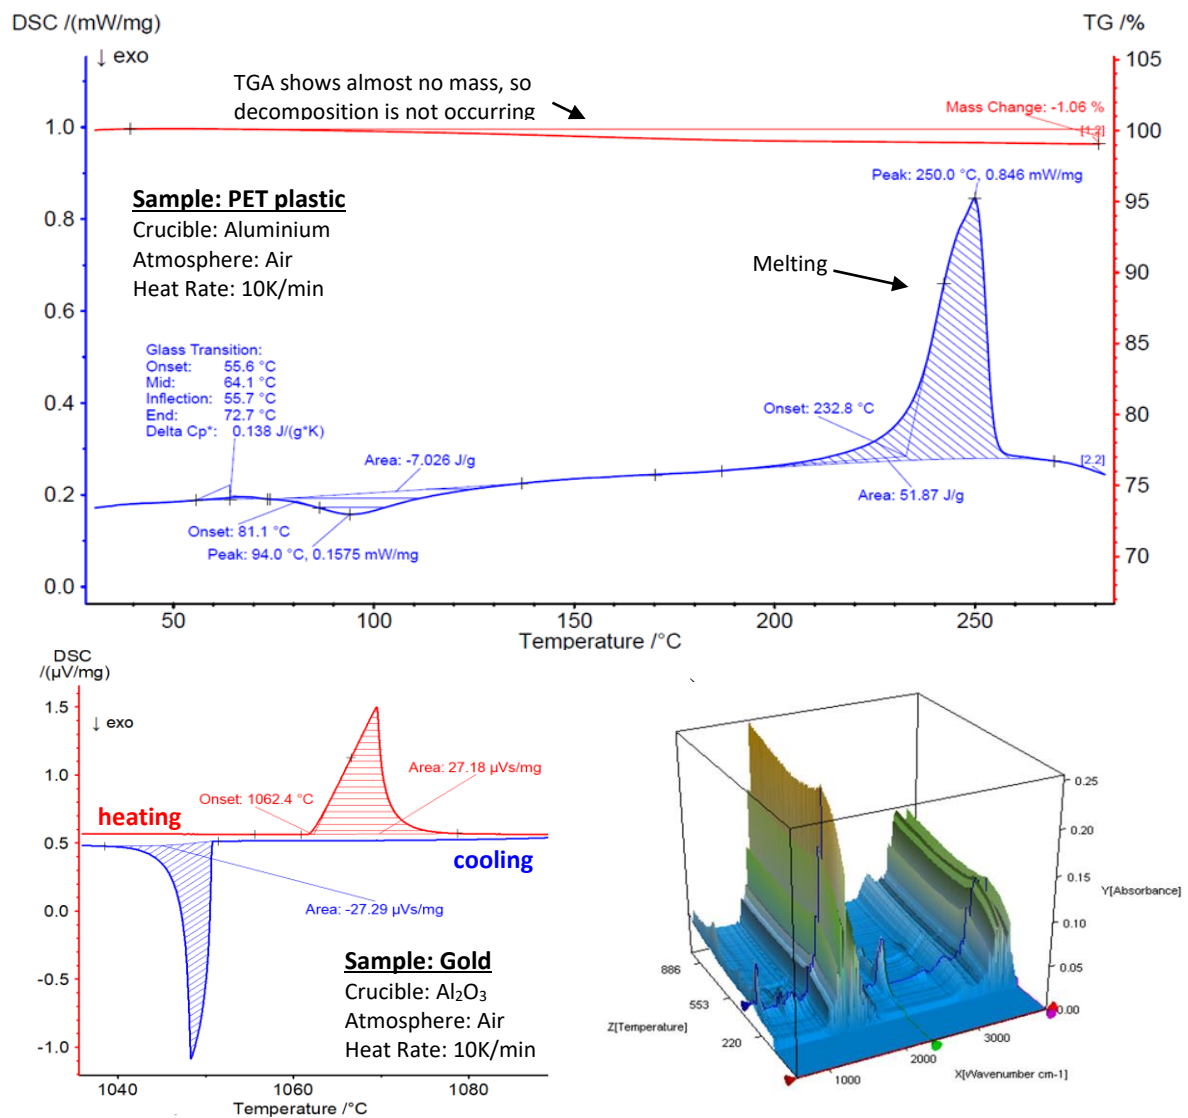 DSC /(mW/mg)
TG /%
↓ exo
TGA shows almost no mass, so
decomposition is not occurring
Mass Change: -1.06 %
[1.2]
Peak: 250.0 °C, 0.846 mW/mg
Sample: PET plastic
Crucible: Aluminium
Atmosphere: Air
Heat Rate: 10K/min
Melting
Glass Transition:
Onset: 55.6 °C
Mid: 64.1 °C
Inflection: 55.7 °C
End: 72.7 °C
Delta Cp*: 0.138 J/(g*K)
Onset: 232.8 °C
Area: -7.026 J/g
[2.2]
Area: 51.87 J/g
Onset: 81.1 °C
Peak: 94.0 °C, 0.1575 mW/mg
1.0
0.8
0.6
0.4
0.2
0.0
105
100
95
90
85
80
75
70
50 100 150 200 250
Temperature /°C
DSC
/(µV/mg)
↓ exo
1.5
1.0
0.5
0.0
-0.5
-1.0
Area: 27.18 µVs/mg
Onset: 1062.4 °C
heating
cooling
Area: -27.29 µVs/mg
Sample: Gold
Crucible: Al₂O₃
Atmosphere: Air
Heat Rate: 10K/min
1040 1060 1080
Temperature /°C
0.25
0.20
0.15
Y[Absorbance]
0.10
0.05
0.00
886
553
220
Z[Temperature]
1000
2000
3000
X[Wavenumber cm-1]